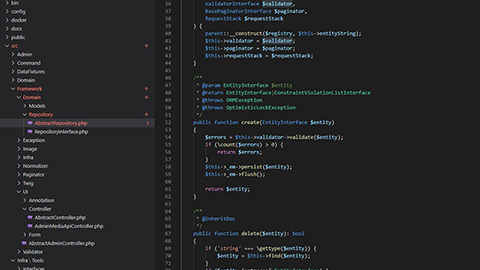 bin
config
docker
docs
public
src
Admin
Command
DataFixtures
Domain
Framework
Domain
Models
Repository
AbstractRepository.php 1
RepositoryInterface.php
Exception
Image
Infra
Normalizer
Paginator
Twig
UI
Annotation
Controller
AbstractController.php
AdminMediaApiController.php
Form
AbstractAdminController.php
Validator
Infra \ Tools
Interfaces
36 ValidatorInterface $validator,
37 BasePaginatorInterface $paginator,
38 RequestStack $requestStack
39 ) {
40 parent::__construct($registry, $this->entityString);
41 $this->validator = $validator;
42 $this->paginator = $paginator;
43 $this->requestStack = $requestStack;
44 }
45
46 /**
47 * @param EntityInterface $entity
48 * @return EntityInterface|ConstraintViolationListInterface
49 * @throws ORMException
50 * @throws OptimisticLockException
51 */
52 public function create(EntityInterface $entity)
53 {
54 $errors = $this->validator->validate($entity);
55 if (\count($errors) > 0) {
56 return $errors;
57 }
58 $this->_em->persist($entity);
59 $this->_em->flush();
60
61 return $entity;
62 }
63
64 /**
65 * @inheritDoc
66 */
67 public function delete($entity): bool
68 {
69 if (`string` === \gettype($entity)) {
70 $entity = $this->find($entity);
71 }